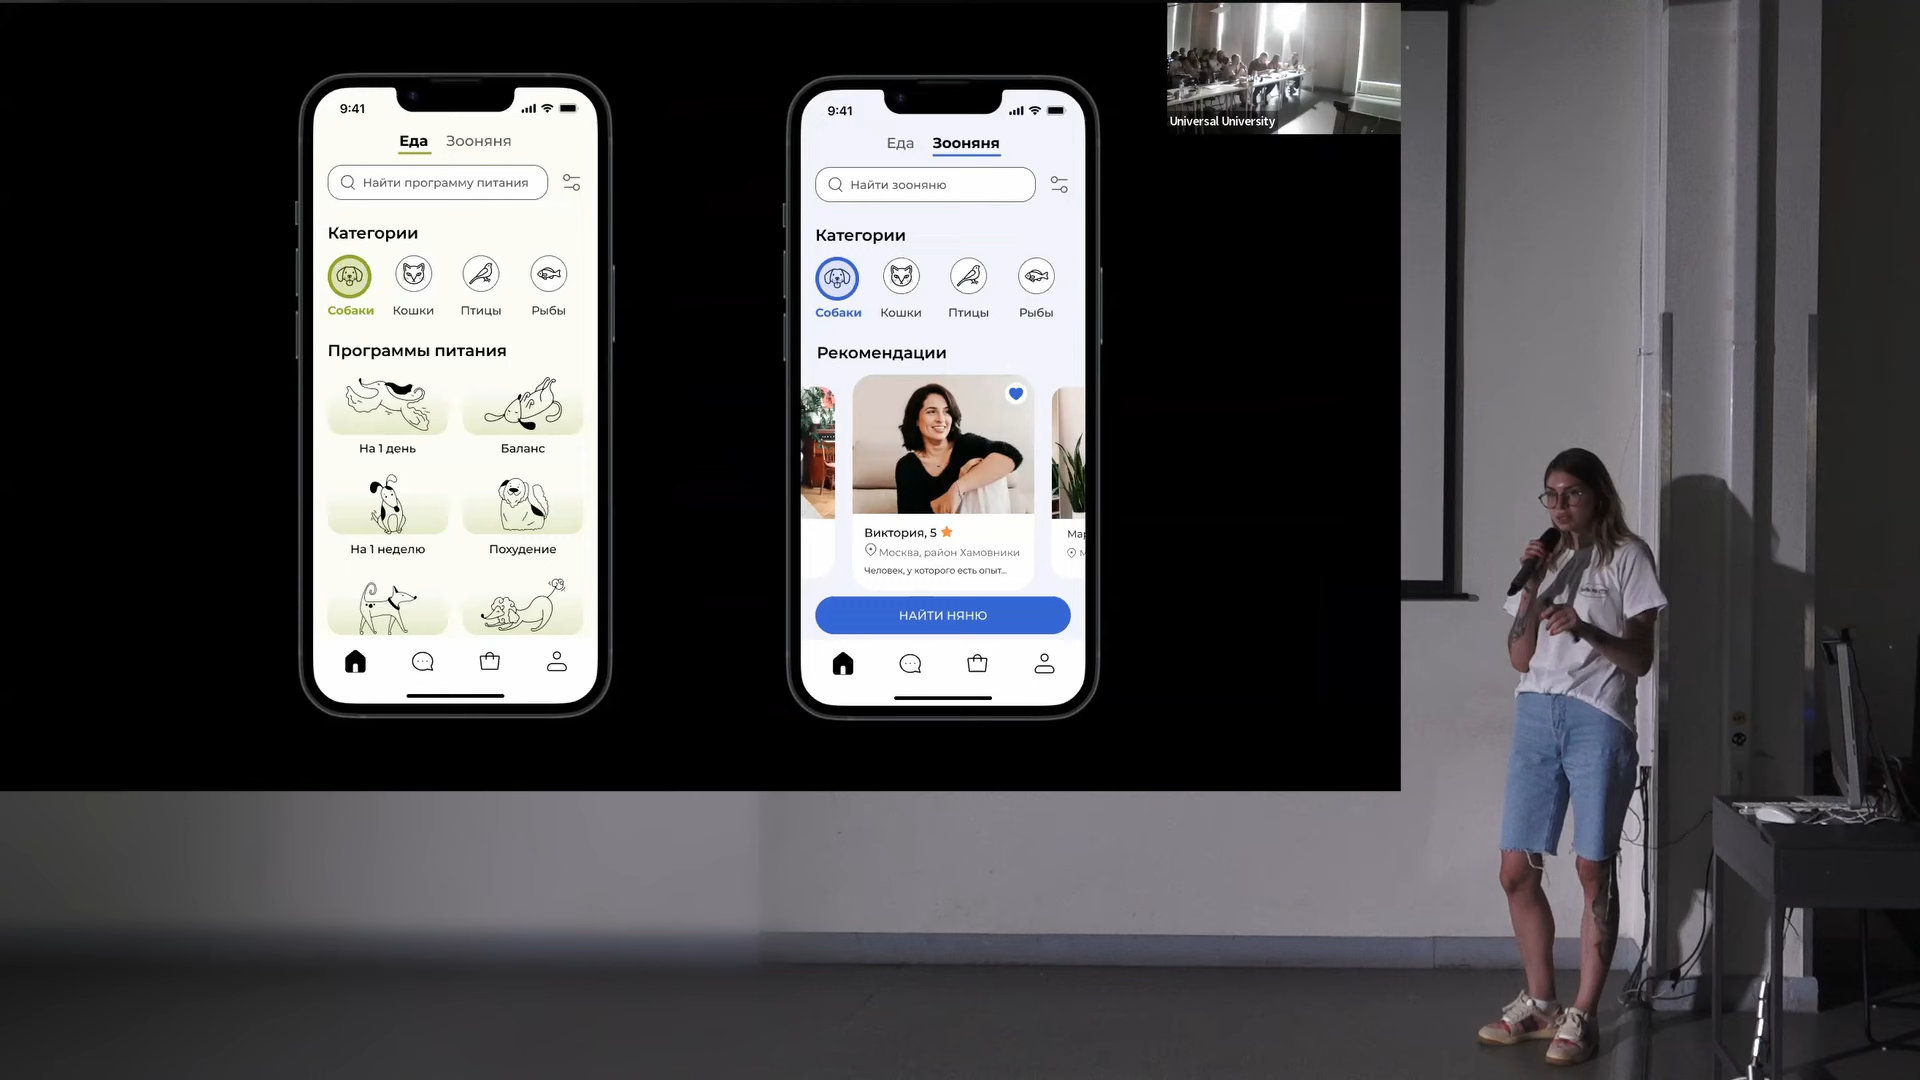 9:41
Еда Зооняня
Найти программу питания
Категории
Собаки Кошки Птицы Рыбы
Программы питания
На 1 день Баланс
На 1 неделю Похудение
9:41
Еда Зооняня
Найти зооняню
Категории
Собаки Кошки Птицы Рыбы
Рекомендации
Виктория, 5
Москва, район Хамовники
Человек, у которого есть опыт...
НАЙТИ НЯНЮ
Universal University